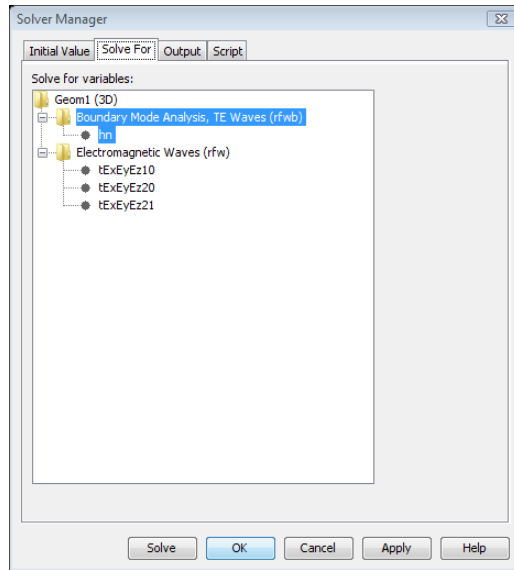 Solver Manager
Initial Value Solve For Output Script
Solve for variables:
Geom1 (3D)
Boundary Mode Analysis, TE Waves (rfwb)
hn
Electromagnetic Waves (rfw)
tExEyEz10
tExEyEz20
tExEyEz21
Solve OK Cancel Apply Help